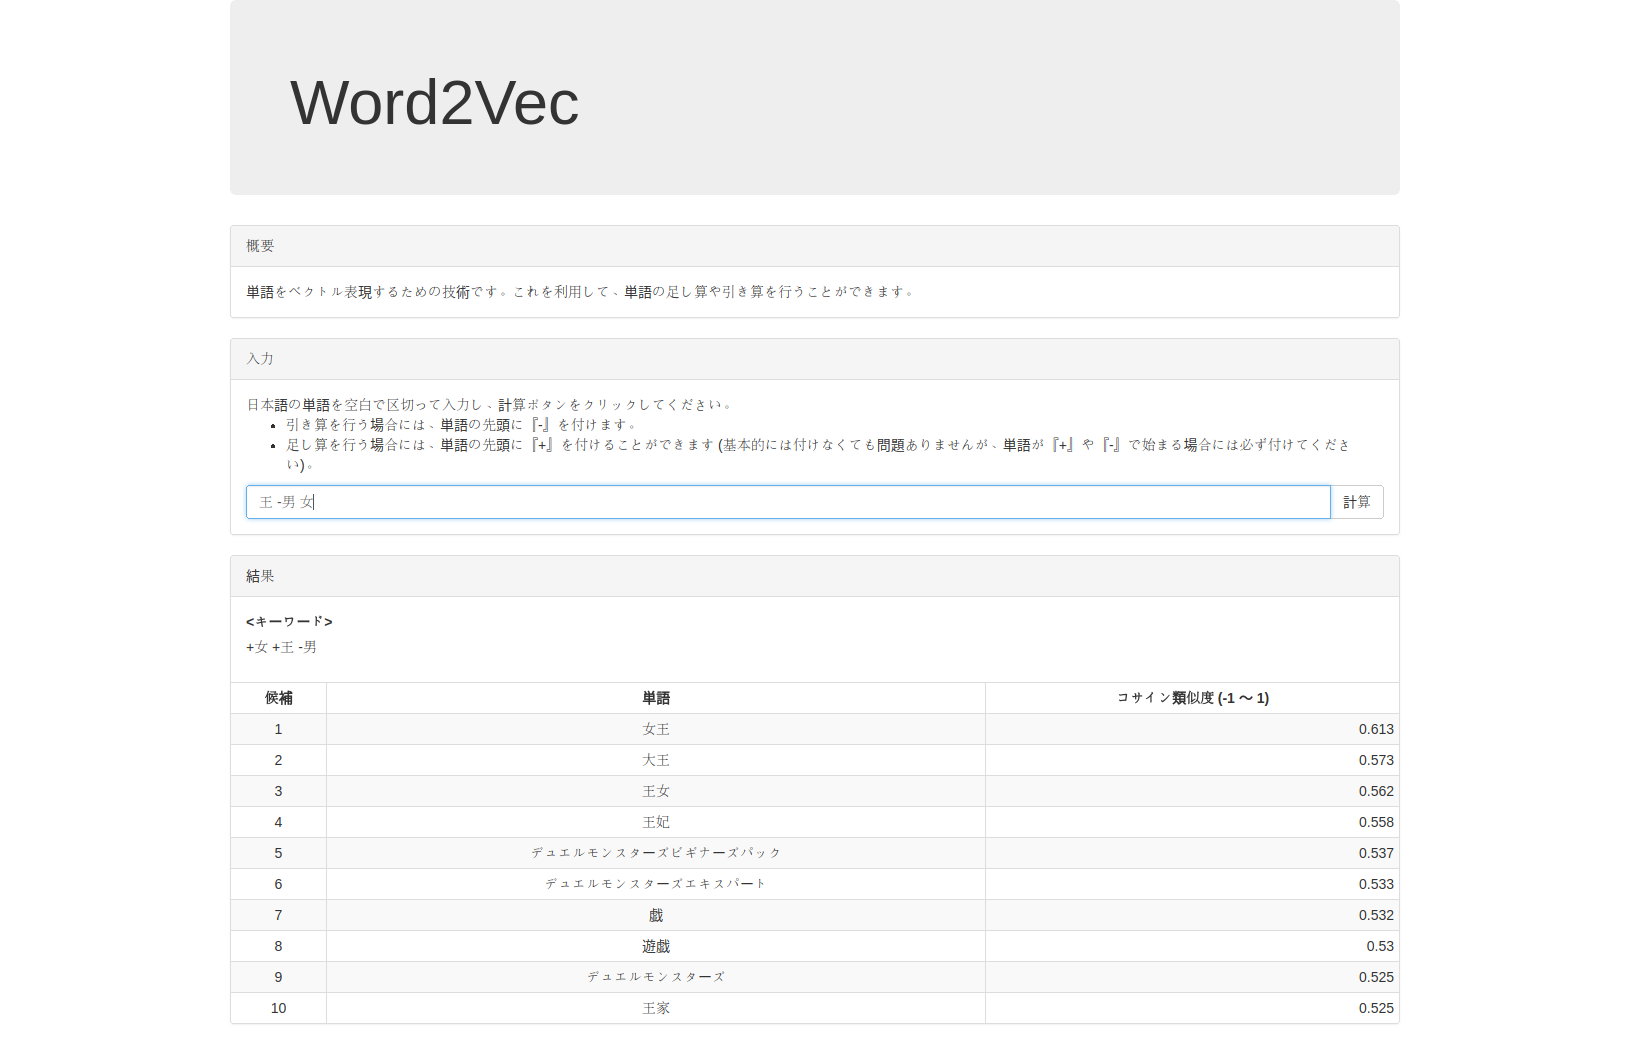 Word2Vec
概要
単語をベクトル表現するための技術です。これを利用して、単語の足し算や引き算を行うことができます。
入力
日本語の単語を空白で区切って入力し、計算ボタンをクリックしてください。
• 引き算を行う場合には、単語の先頭に『-』を付けます。
• 足し算を行う場合には、単語の先頭に『+』を付けることができます (基本的には付けなくても問題ありませんが、単語が『+』や『-』で始まる場合には必ず付けてくださ
い)。
王 -男 女 計算
結果
<キーワード>
+女 +王 -男
候補 単語 コサイン類似度 (-1 〜 1)
1 女王 0.613
2 大王 0.573
3 王女 0.562
4 王妃 0.558
5 デュエルモンスターズビギナーズパック 0.537
6 デュエルモンスターズエキスパート 0.533
7 戯 0.532
8 遊戯 0.53
9 デュエルモンスターズ 0.525
10 王家 0.525